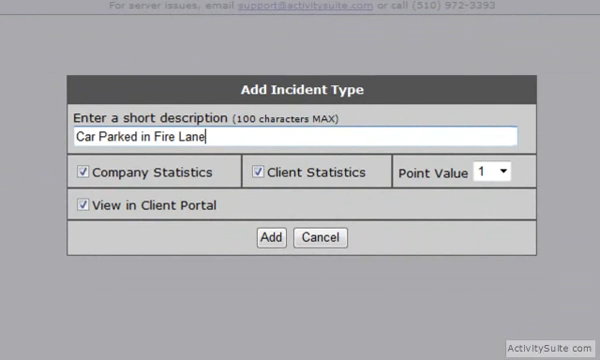 For server issues, email support@activitysuite.com or call (510) 972-3393
Add Incident Type
Enter a short description (100 characters MAX)
Car Parked in Fire Lane
Company Statistics Client Statistics Point Value 1
View in Client Portal
Add Cancel
ActivitySuite com